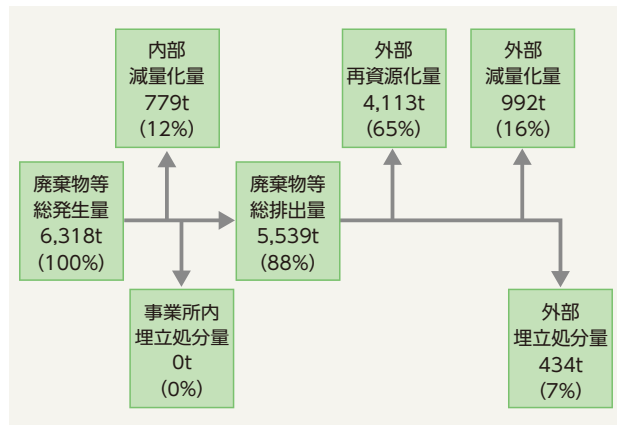 内部
減量化量
779t
(12%)
外部
再資源化量
4,113t
(65%)
外部
減量化量
992t
(16%)
廃棄物等
総発生量
6,318t
(100%)
廃棄物等
総排出量
5,539t
(88%)
事業所内
埋立処分量
0t
(0%)
外部
埋立処分量
434t
(7%)